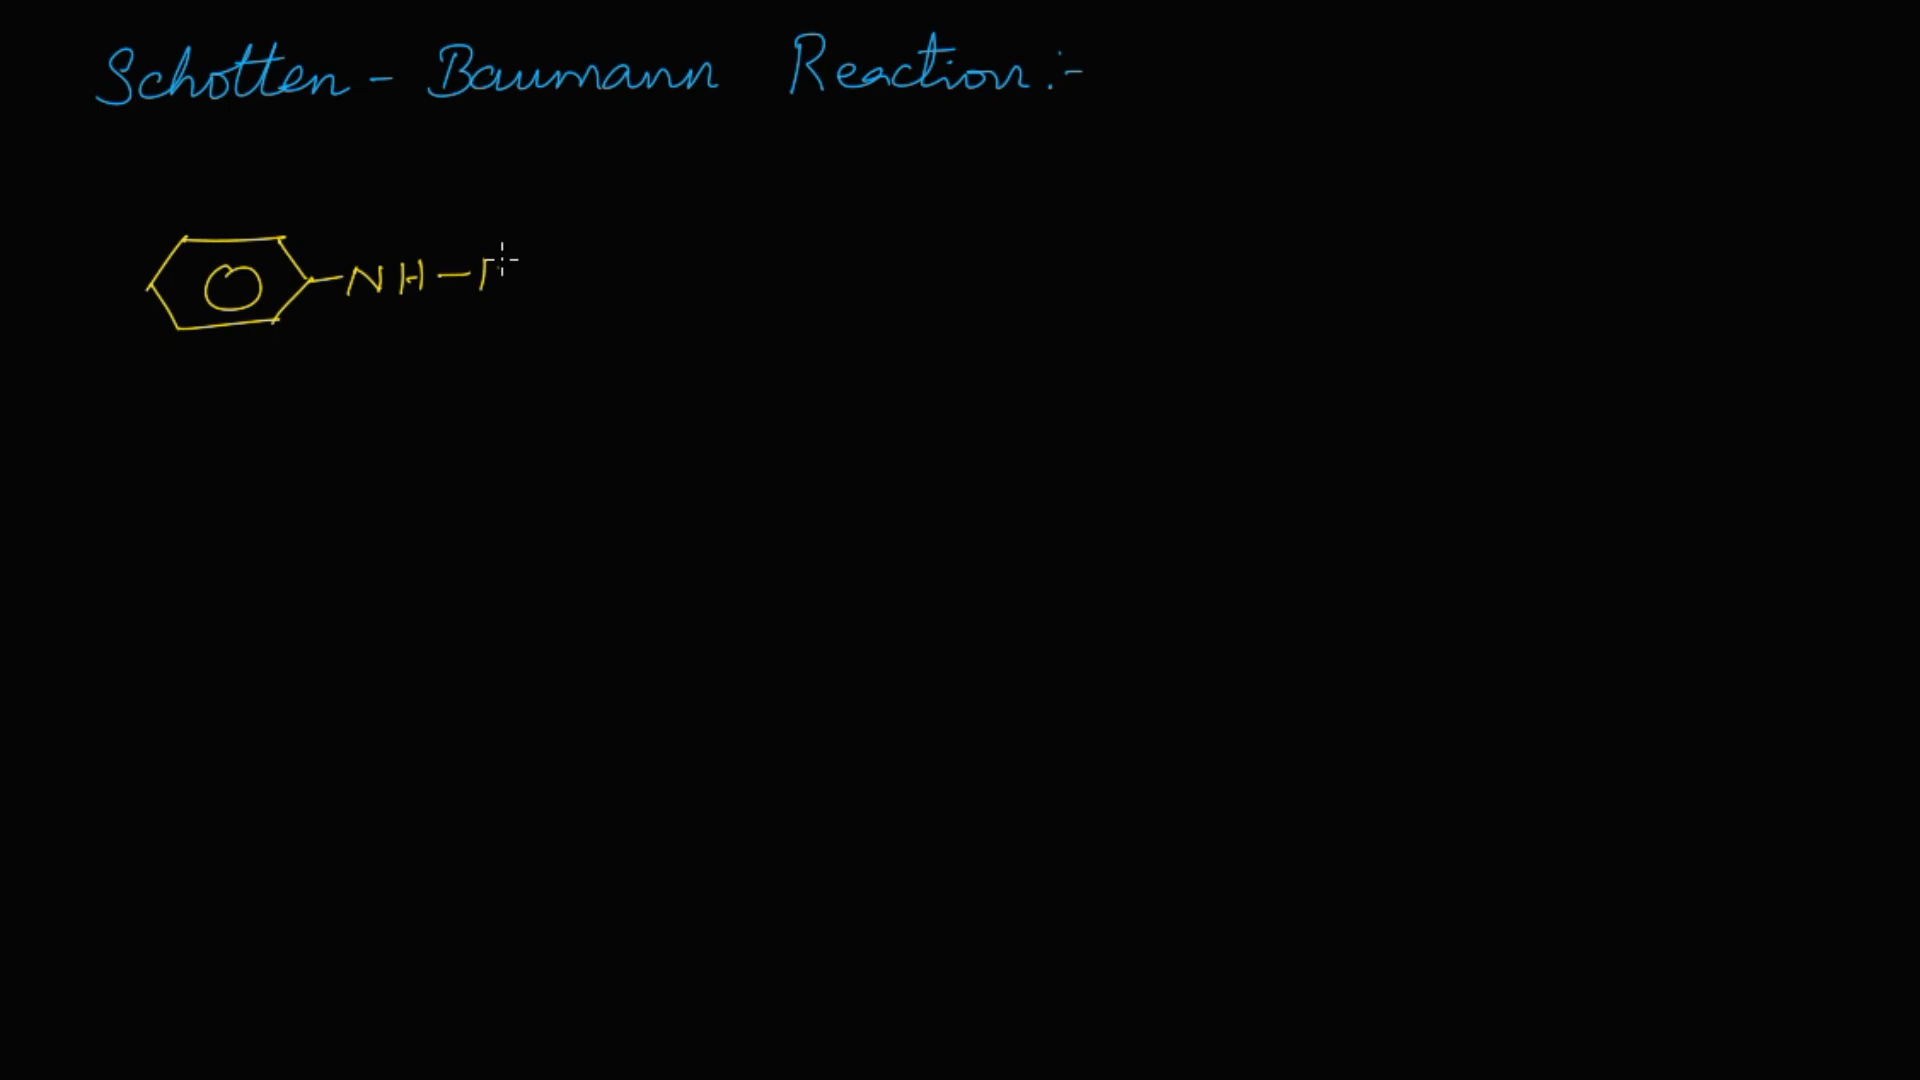 Schotten - Baumann Reaction :-
-NH-